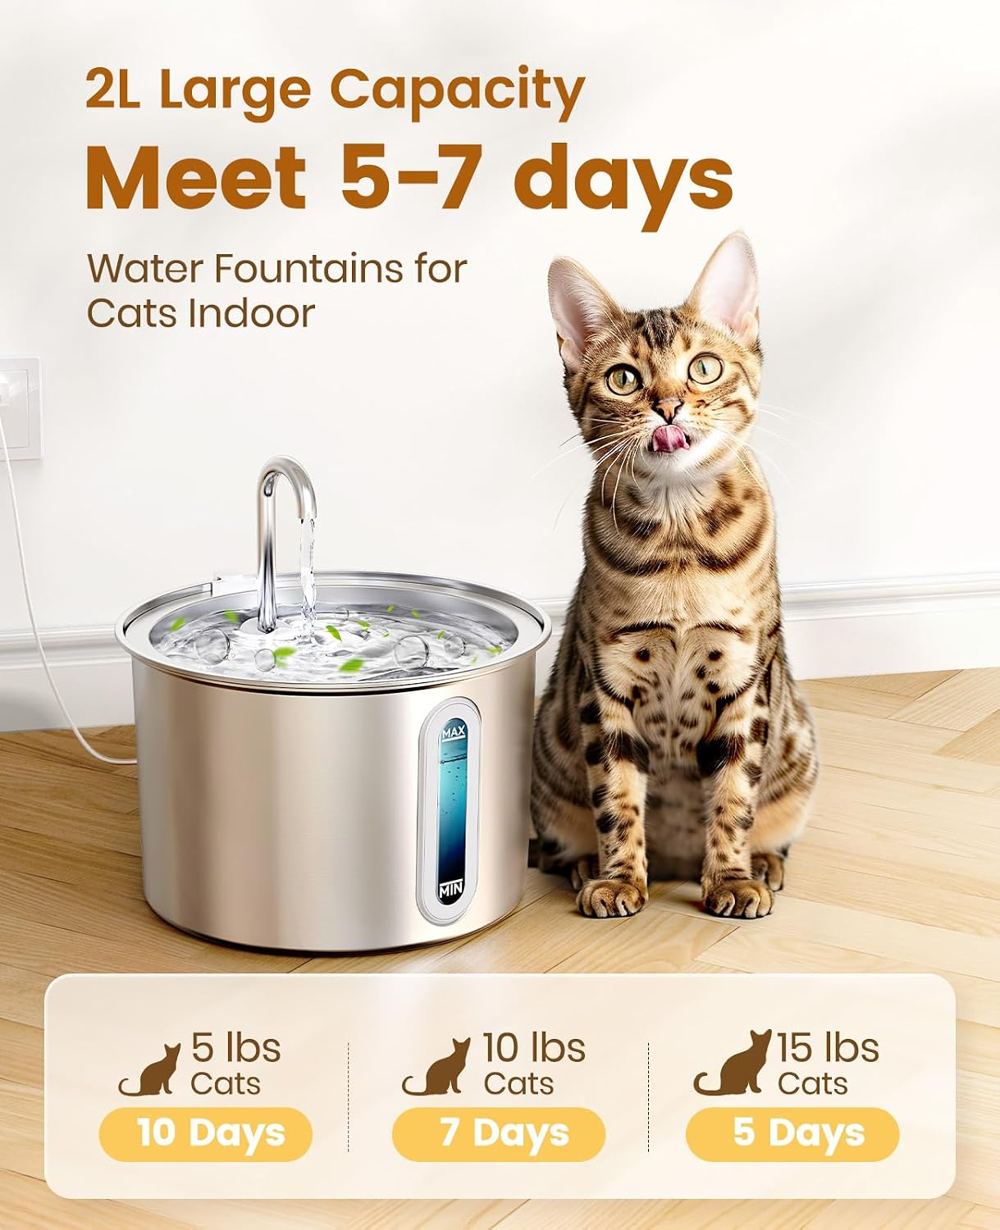 2L Large Capacity
Meet 5-7 days
Water Fountains for
Cats Indoor
MAX
MIN
5 lbs
Cats
10 Days
10 lbs
Cats
7 Days
15 lbs
Cats
5 Days